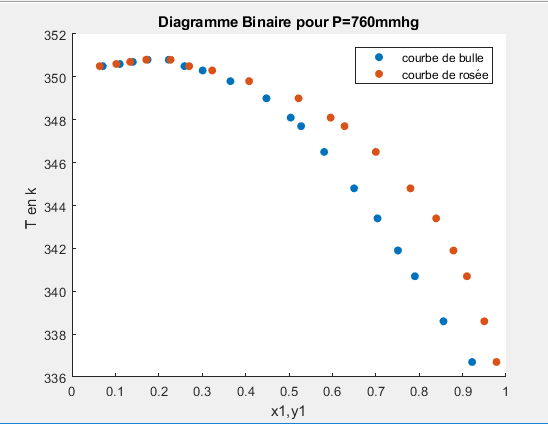 Diagramme Binaire pour P=760mmhg
courbe de bulle
courbe de rosée
T en k
352
350
348
346
344
342
340
338
336
0 0.1 0.2 0.3 0.4 0.5 0.6 0.7 0.8 0.9 1
x1,y1